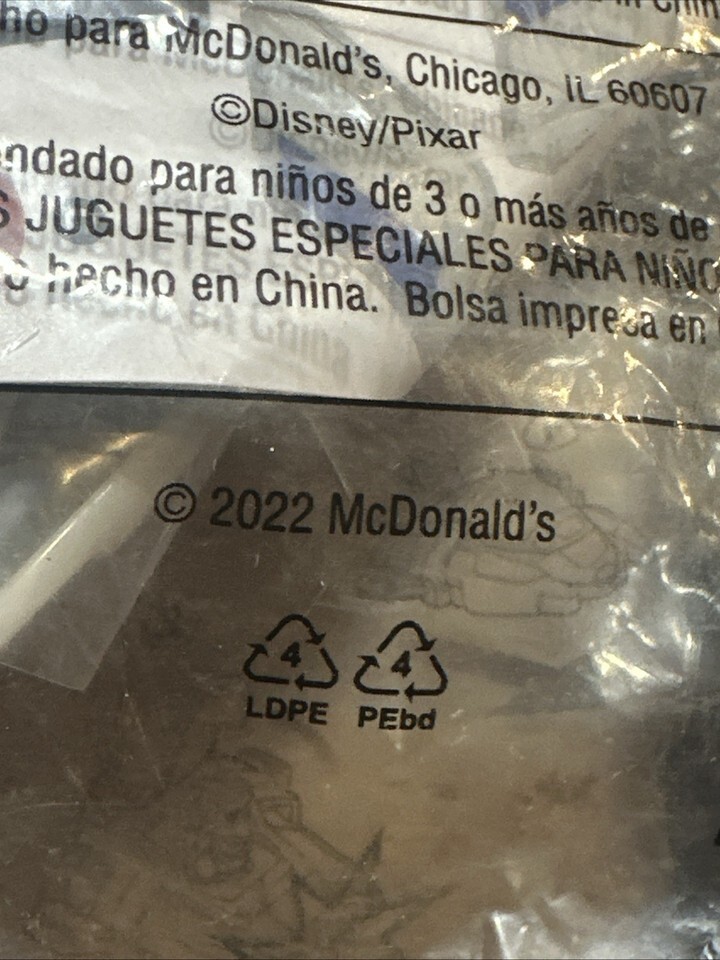 ho para McDonald's, Chicago, IL 60607
©Disney/Pixar
ndado para niños de 3 o más años de
S JUGUETES ESPECIALES PARA NIÑO
hecho en China. Bolsa impresa en
© 2022 McDonald's
4 4
LDPE PEbd